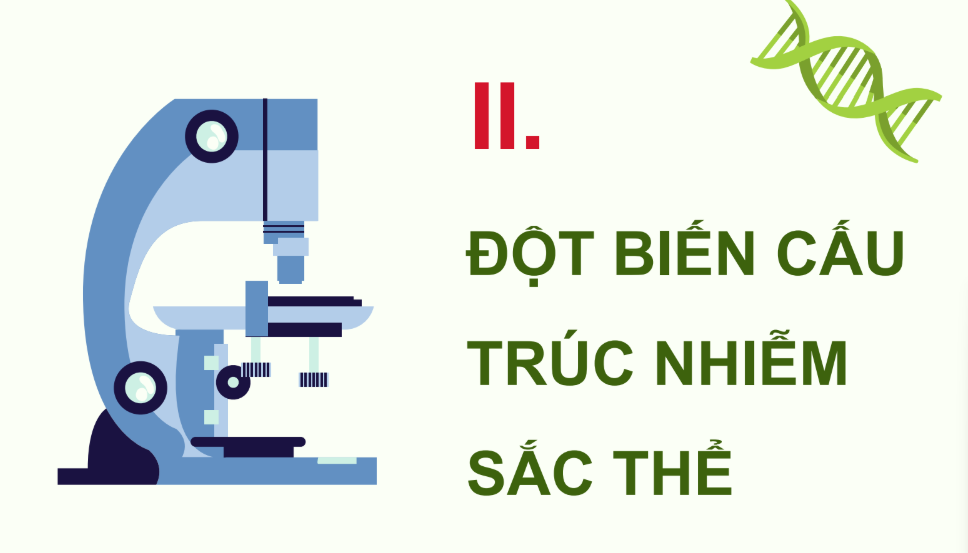 II.
ĐỘT BIẾN CẤU
TRÚC NHIỄM
SẮC THỂ